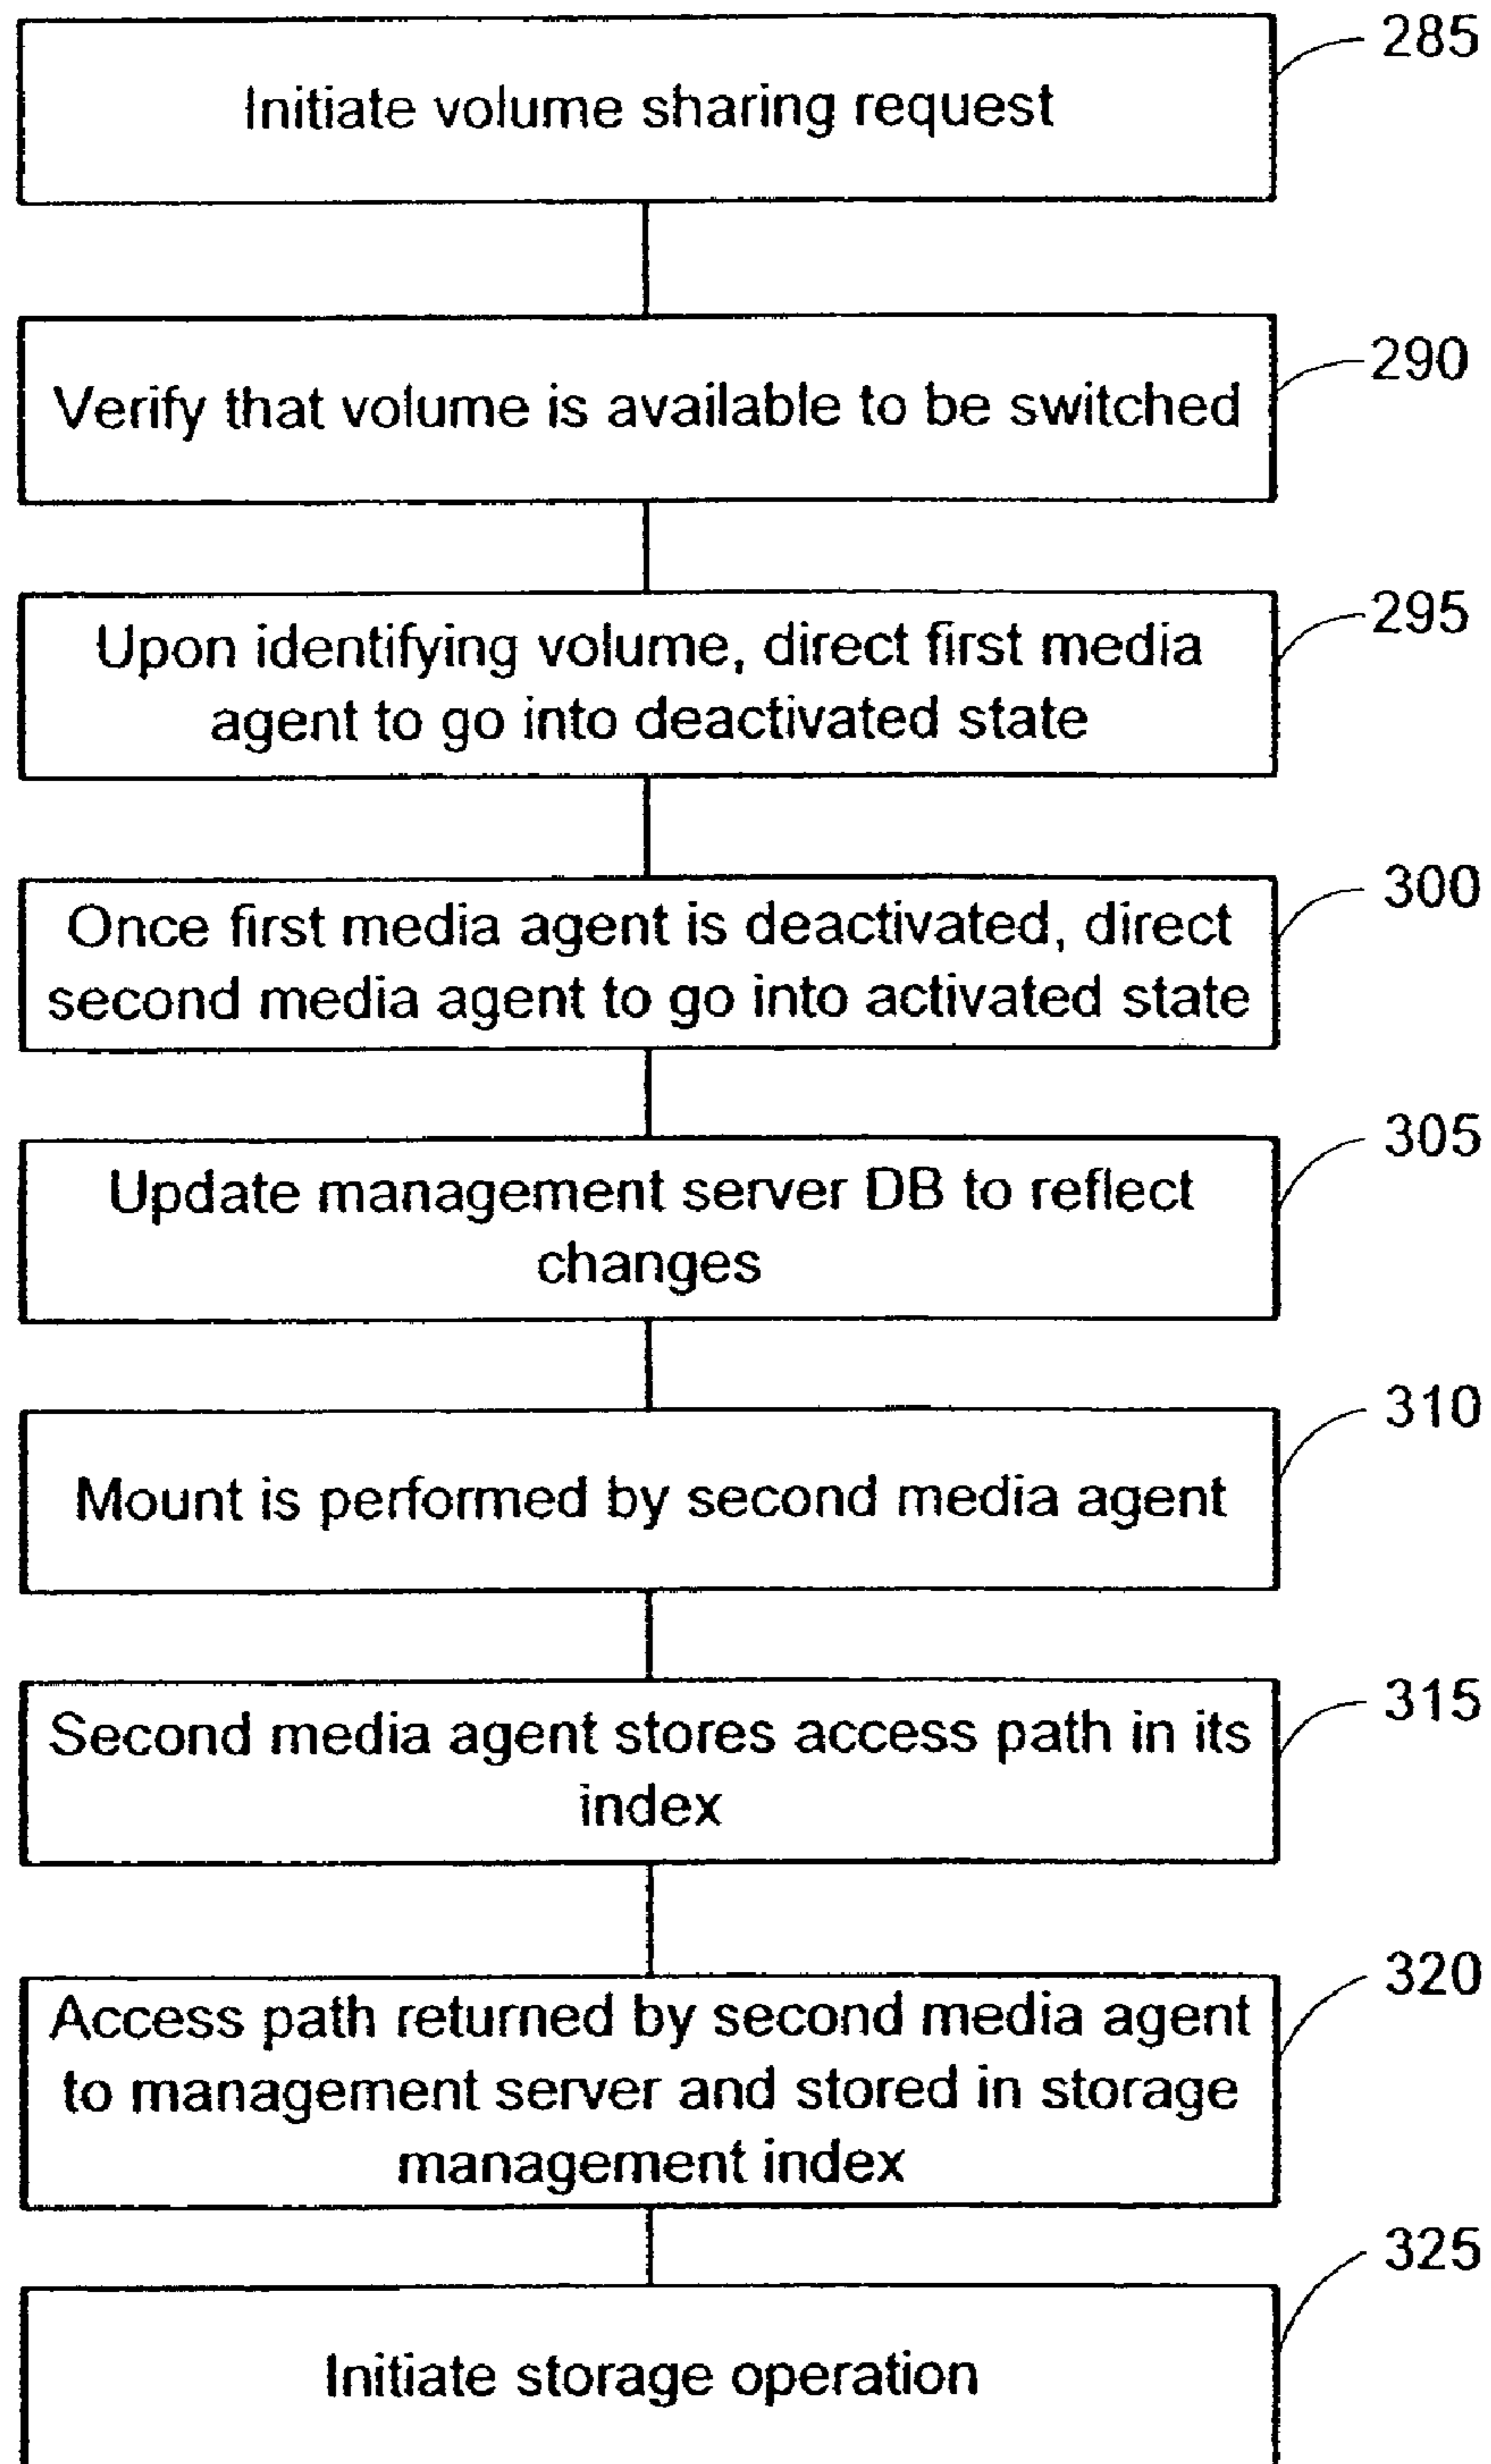 285
Initiate volume sharing request
290
Verify that volume is available to be switched
295
Upon identifying volume, direct first media
agent to go into deactivated state
300
Once first media agent is deactivated, direct
second media agent to go into activated state
305
Update management server DB to reflect
changes
310
Mount is performed by second media agent
315
Second media agent stores access path in its
index
320
Access path returned by second media agent
to management server and stored in storage
management index
325
Initiate storage operation